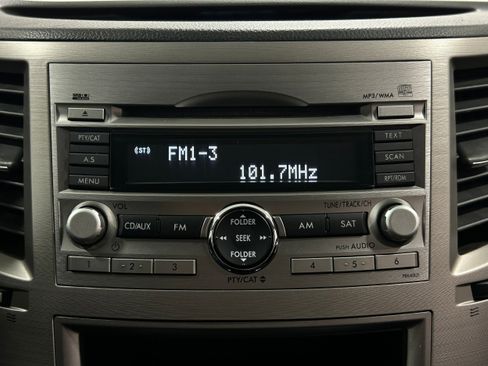 MP3/WMA
PTY/CAT
TEXT
(ST) FM1-3
A.S
SCAN
101.7MHz
MENU
RPT/RDM
VOL
TUNE/TRACK/CH
FOLDER
CD/AUX
FM
SEEK
AM
SAT
FOLDER
PUSH AUDIO
1
2
3
4
5
6
PTY/CAT